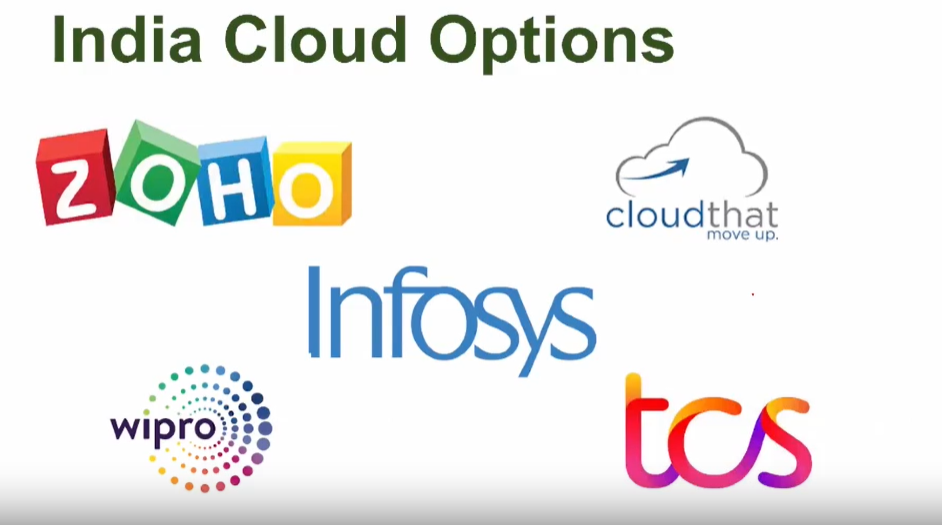 India Cloud Options
ZOHO
cloudthat
move up.
Infosys
wipro
tcs